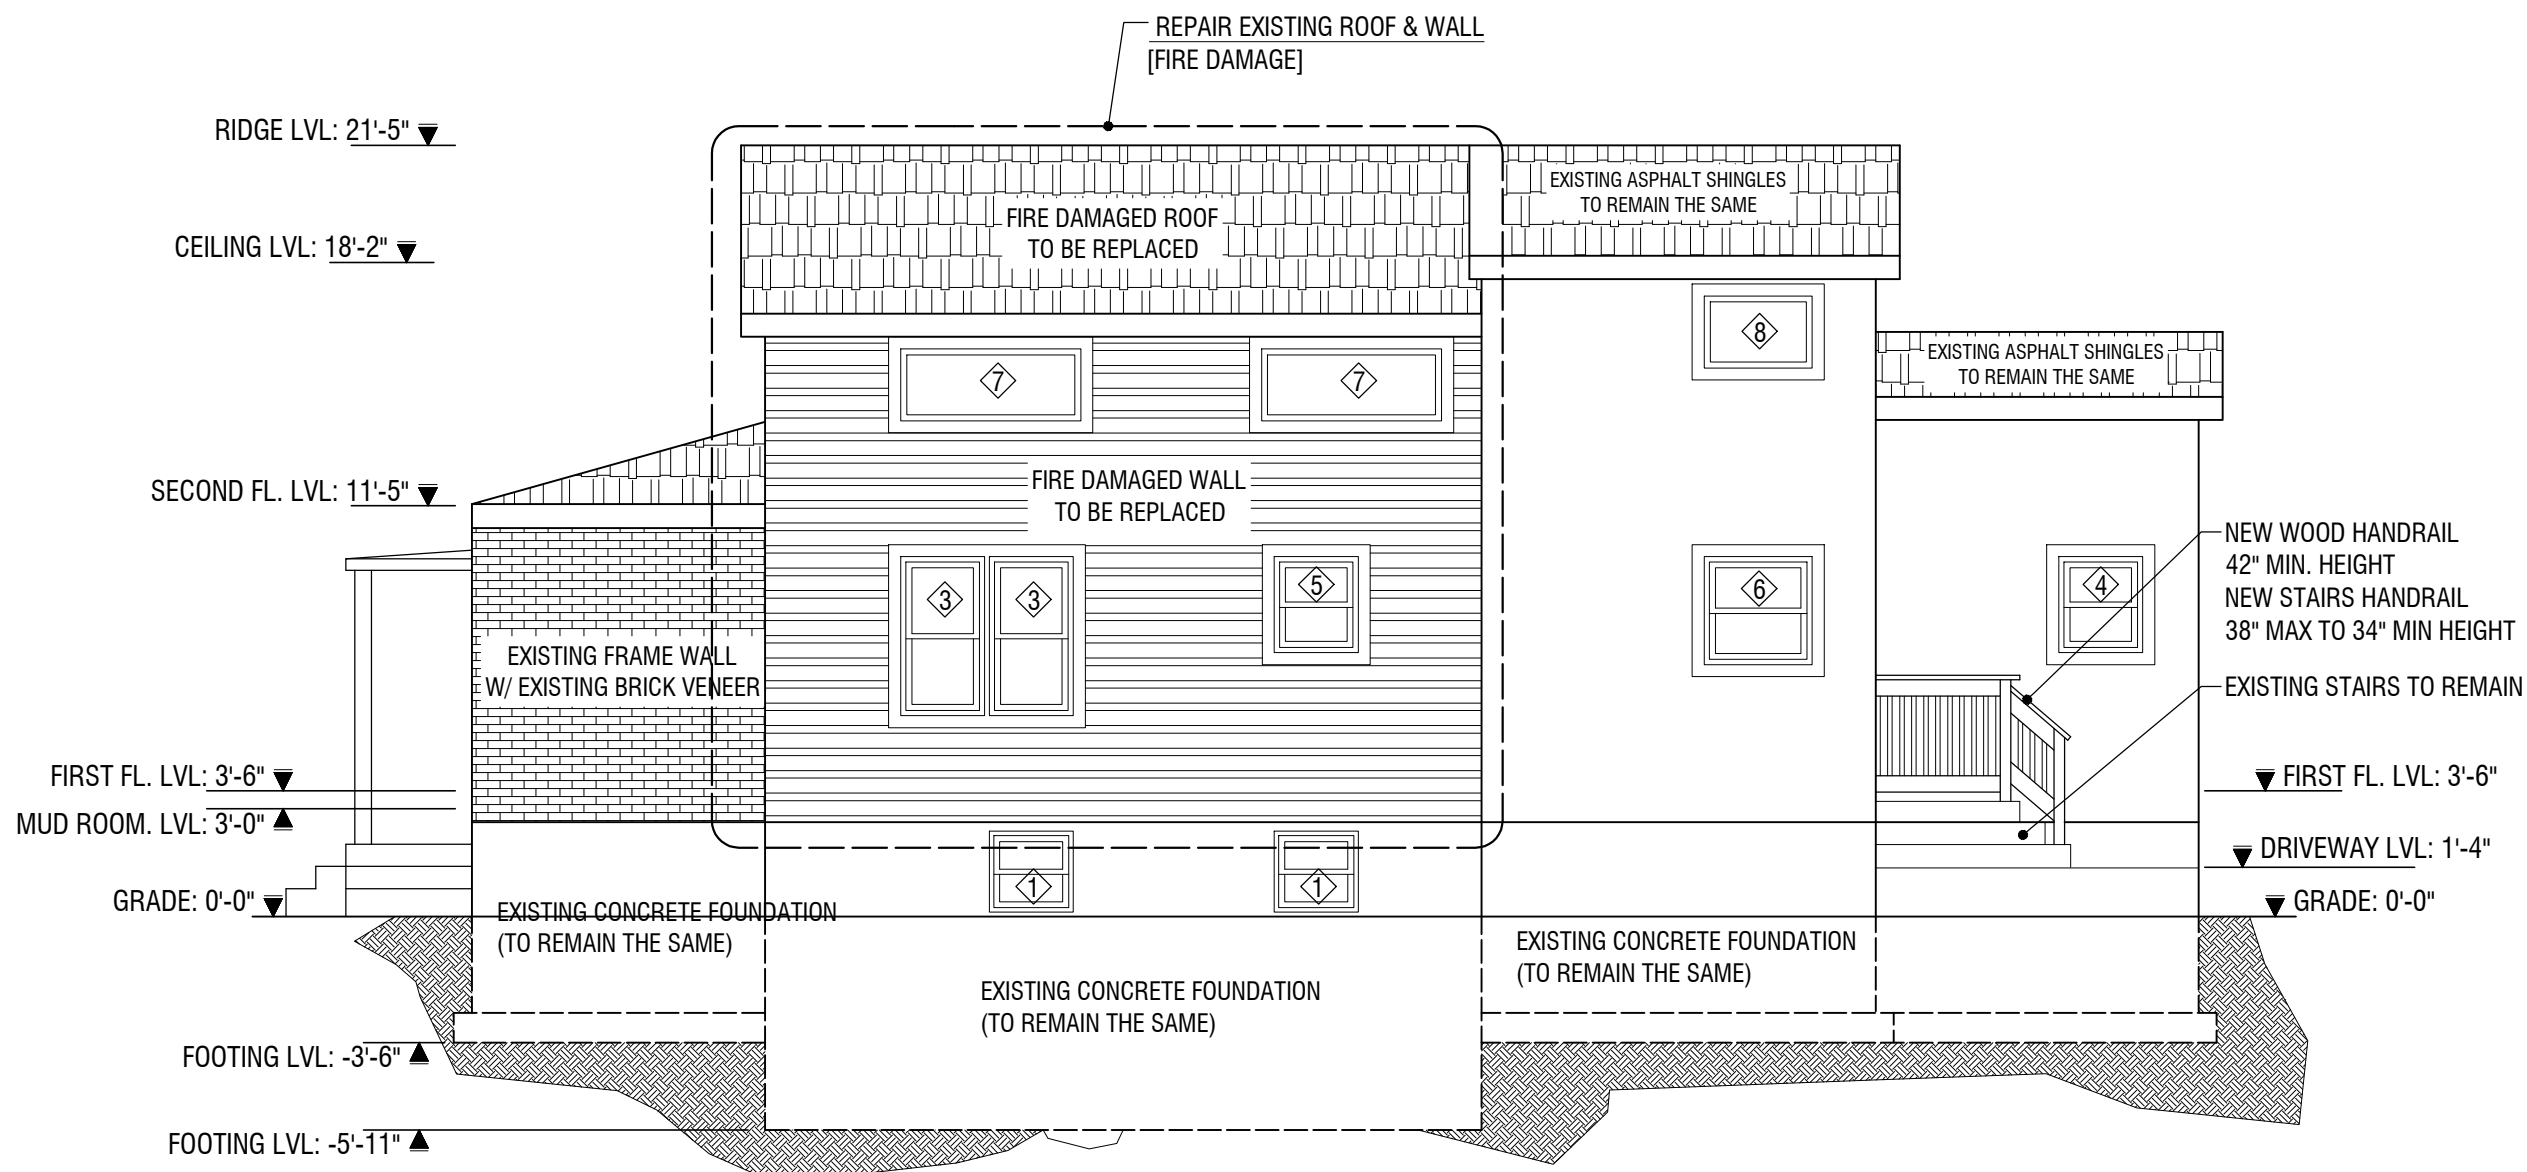 REPAIR EXISTING ROOF & WALL
[FIRE DAMAGE]
RIDGE LVL: 21'-5"
CEILING LVL: 18'-2"
SECOND FL. LVL: 11'-5"
FIRST FL. LVL: 3'-6"
MUD ROOM. LVL: 3'-0"
GRADE: 0'-0"
FOOTING LVL: -3'-6"
FOOTING LVL: -5'-11"
FIRE DAMAGED ROOF
TO BE REPLACED
EXISTING ASPHALT SHINGLES
TO REMAIN THE SAME
8
EXISTING ASPHALT SHINGLES
TO REMAIN THE SAME
7
7
FIRE DAMAGED WALL
TO BE REPLACED
3
3
5
6
4
EXISTING FRAME WALL
W/ EXISTING BRICK VENEER
NEW WOOD HANDRAIL
42" MIN. HEIGHT
NEW STAIRS HANDRAIL
38" MAX TO 34" MIN HEIGHT
EXISTING STAIRS TO REMAIN
FIRST FL. LVL: 3'-6"
DRIVEWAY LVL: 1'-4"
GRADE: 0'-0"
1
1
EXISTING CONCRETE FOUNDATION
(TO REMAIN THE SAME)
EXISTING CONCRETE FOUNDATION
(TO REMAIN THE SAME)
EXISTING CONCRETE FOUNDATION
(TO REMAIN THE SAME)